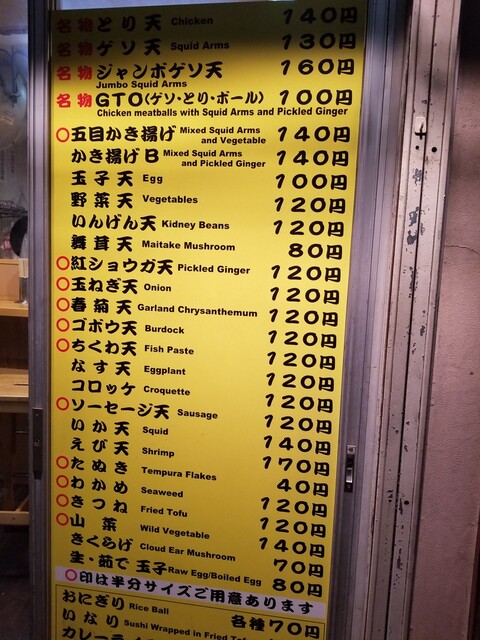 名物 とり天 Chicken 140円
名物 ゲソ天 Squid Arms 130円
名物 ジャンボゲソ天 160円
Jumbo Squid Arms
名物 GTO(ゲソ・とり・ボール) 100円
Chicken meatballs with Squid Arms and Pickled Ginger
○五目かき揚げ Mixed Squid Arms and Vegetable 140円
かき揚げB Mixed Squid Arms and Pickled Ginger 140円
玉子天 Egg 100円
野菜天 Vegetables 120円
いんげん天 Kidney Beans 120円
舞茸天 Maitake Mushroom 80円
○紅ショウガ天 Pickled Ginger 120円
○玉ねぎ天 Onion 120円
○春菊天 Garland Chrysanthemum 120円
○ゴボウ天 Burdock 120円
○ちくわ天 Fish Paste 120円
なす天 Eggplant 120円
コロッケ Croquette 120円
○ソーセージ天 Sausage 120円
いか天 Squid 140円
えび天 Shrimp 170円
○たぬき Tempura Flakes 40円
○わかめ Seaweed 120円
○きつね Fried Tofu 120円
○山菜 Wild Vegetable 140円
きくらげ Cloud Ear Mushroom 70円
生・茹で玉子 Raw Egg/Boiled Egg 80円
○印は半分サイズご用意あります
おにぎり Rice Ball 各種70円
いなり Sushi Wrapped in Fried